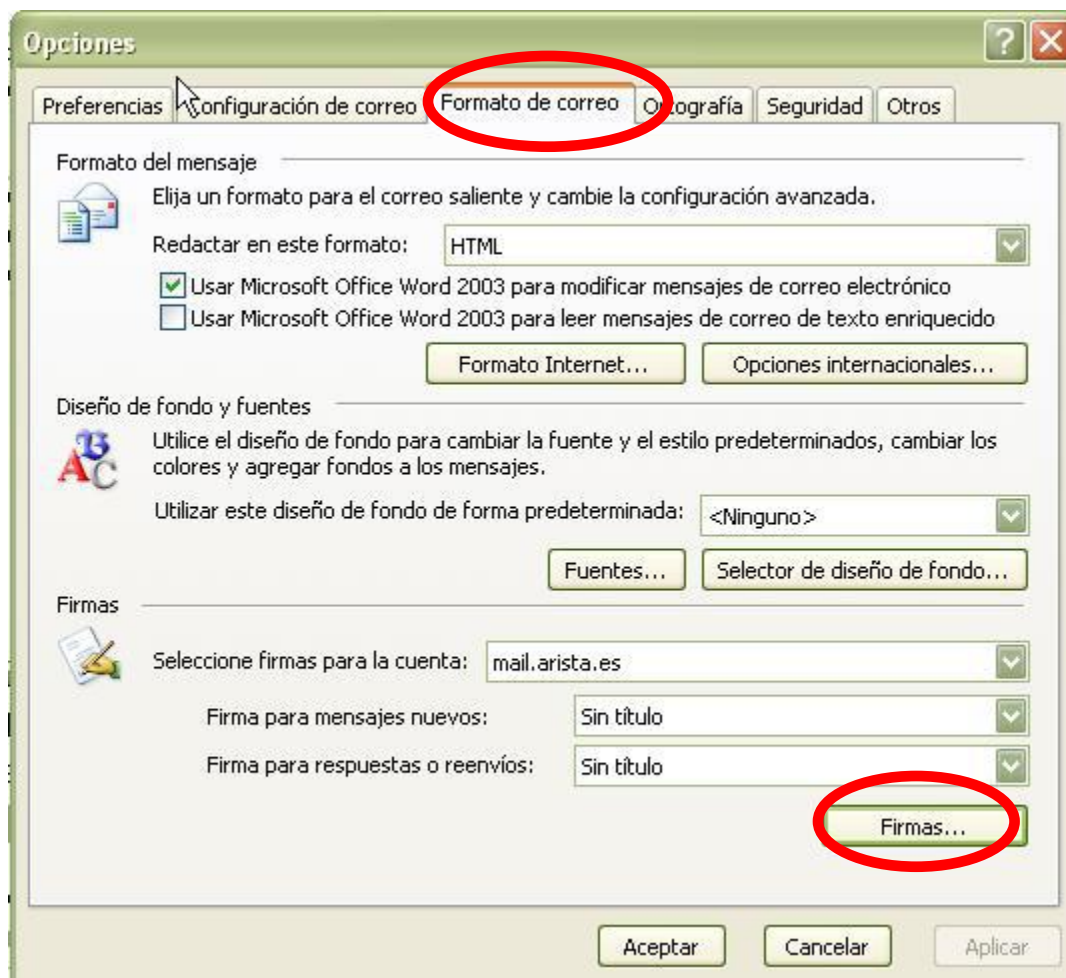 Opciones
Preferencias Configuración de correo Formato de correo Ortografía Seguridad Otros
Formato del mensaje
Elija un formato para el correo saliente y cambie la configuración avanzada.
Redactar en este formato: HTML
Usar Microsoft Office Word 2003 para modificar mensajes de correo electrónico
Usar Microsoft Office Word 2003 para leer mensajes de correo de texto enriquecido
Formato Internet... Opciones internacionales...
Diseño de fondo y fuentes
Utilice el diseño de fondo para cambiar la fuente y el estilo predeterminados, cambiar los
colores y agregar fondos a los mensajes.
Utilizar este diseño de fondo de forma predeterminada: <Ninguno>
Fuentes... Selector de diseño de fondo...
Firmas
Seleccione firmas para la cuenta: mail.arista.es
Firma para mensajes nuevos: Sin título
Firma para respuestas o reenvíos: Sin título
Firmas...
Aceptar Cancelar Aplicar